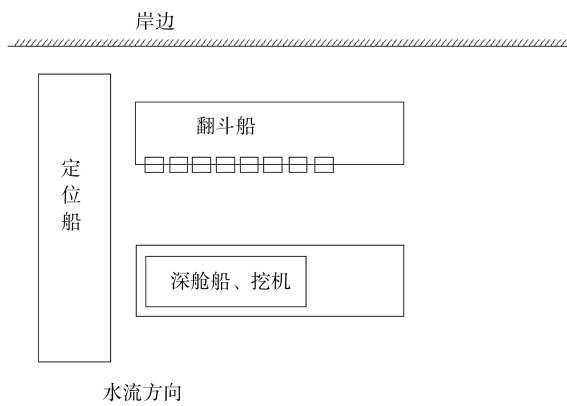 岸边
翻斗船
定位船
深舱船、挖机
水流方向